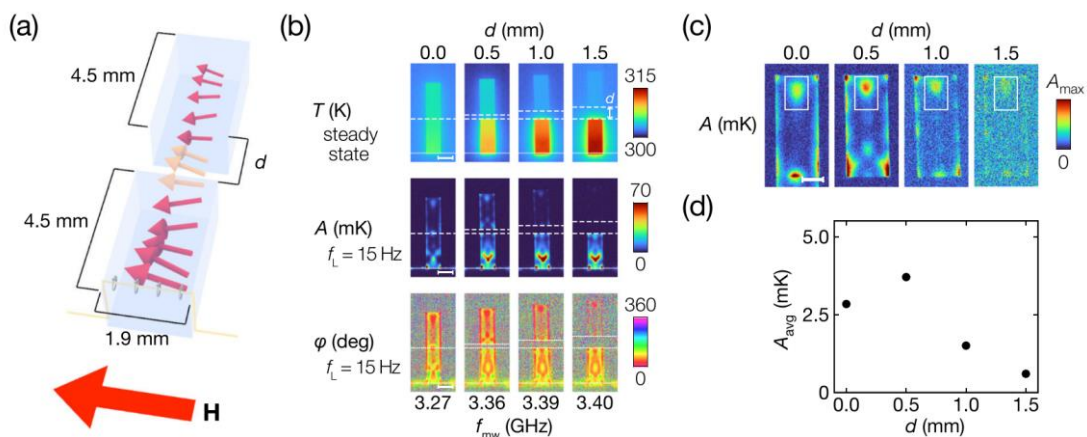 (a)
4.5 mm
d
4.5 mm
1.9 mm
H
(b)
d (mm)
0.0 0.5 1.0 1.5
T (K)
steady
state
d
315
300
A (mK)
f_L = 15 Hz
70
0
φ (deg)
f_L = 15 Hz
360
0
3.27 3.36 3.39 3.40
f_mw (GHz)
(c)
d (mm)
0.0 0.5 1.0 1.5
A (mK)
A_max
0
(d)
5.0
2.5
0
A_avg (mK)
0.0 0.5 1.0 1.5
d (mm)